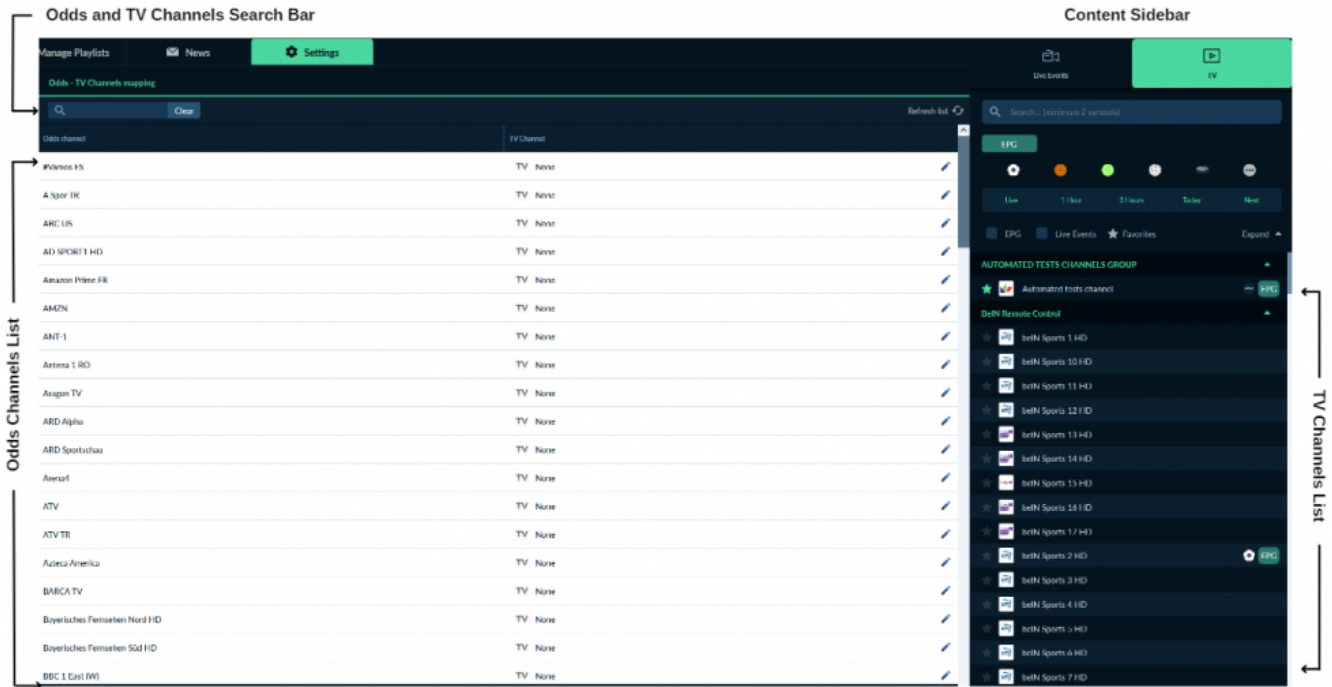 Odds and TV Channels Search Bar
Content Sidebar
Manage Playlists
News
Settings
Live Events
TV
Odds - TV Channels mapping
Clear
Refresh list
Search... (minimum 2 symbols)
Odds channel
TV Channel
EPG
Live
1 Hour
3 Hours
Today
Next
EPG
Live Events
Favorites
Expand
#Vamos ES
TV None
A Spor TR
TV None
ABC US
TV None
AD SPORT1 HD
TV None
Amazon Prime FR
TV None
AMZN
TV None
ANT-1
TV None
Antena 1 RO
TV None
Aragon TV
TV None
ARD Alpha
TV None
ARD Sportschau
TV None
Arena4
TV None
ATV
TV None
ATV TR
TV None
Azteca America
TV None
BARCA TV
TV None
Bayerisches Fernsehen Nord HD
TV None
Bayerisches Fernsehen Süd HD
TV None
BBC 1 East (W)
TV None
AUTOMATED TESTS CHANNELS GROUP
Automated tests channel
EPG
BeIN Remote Control
beIN Sports 1 HD
beIN Sports 10 HD
beIN Sports 11 HD
beIN Sports 12 HD
beIN Sports 13 HD
beIN Sports 14 HD
beIN Sports 15 HD
beIN Sports 16 HD
beIN Sports 17 HD
beIN Sports 2 HD
EPG
beIN Sports 3 HD
beIN Sports 4 HD
beIN Sports 5 HD
beIN Sports 6 HD
beIN Sports 7 HD
Odds Channels List
TV Channels List